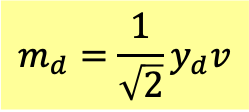 $m_d = \frac{1}{\sqrt{2}} y_d v$